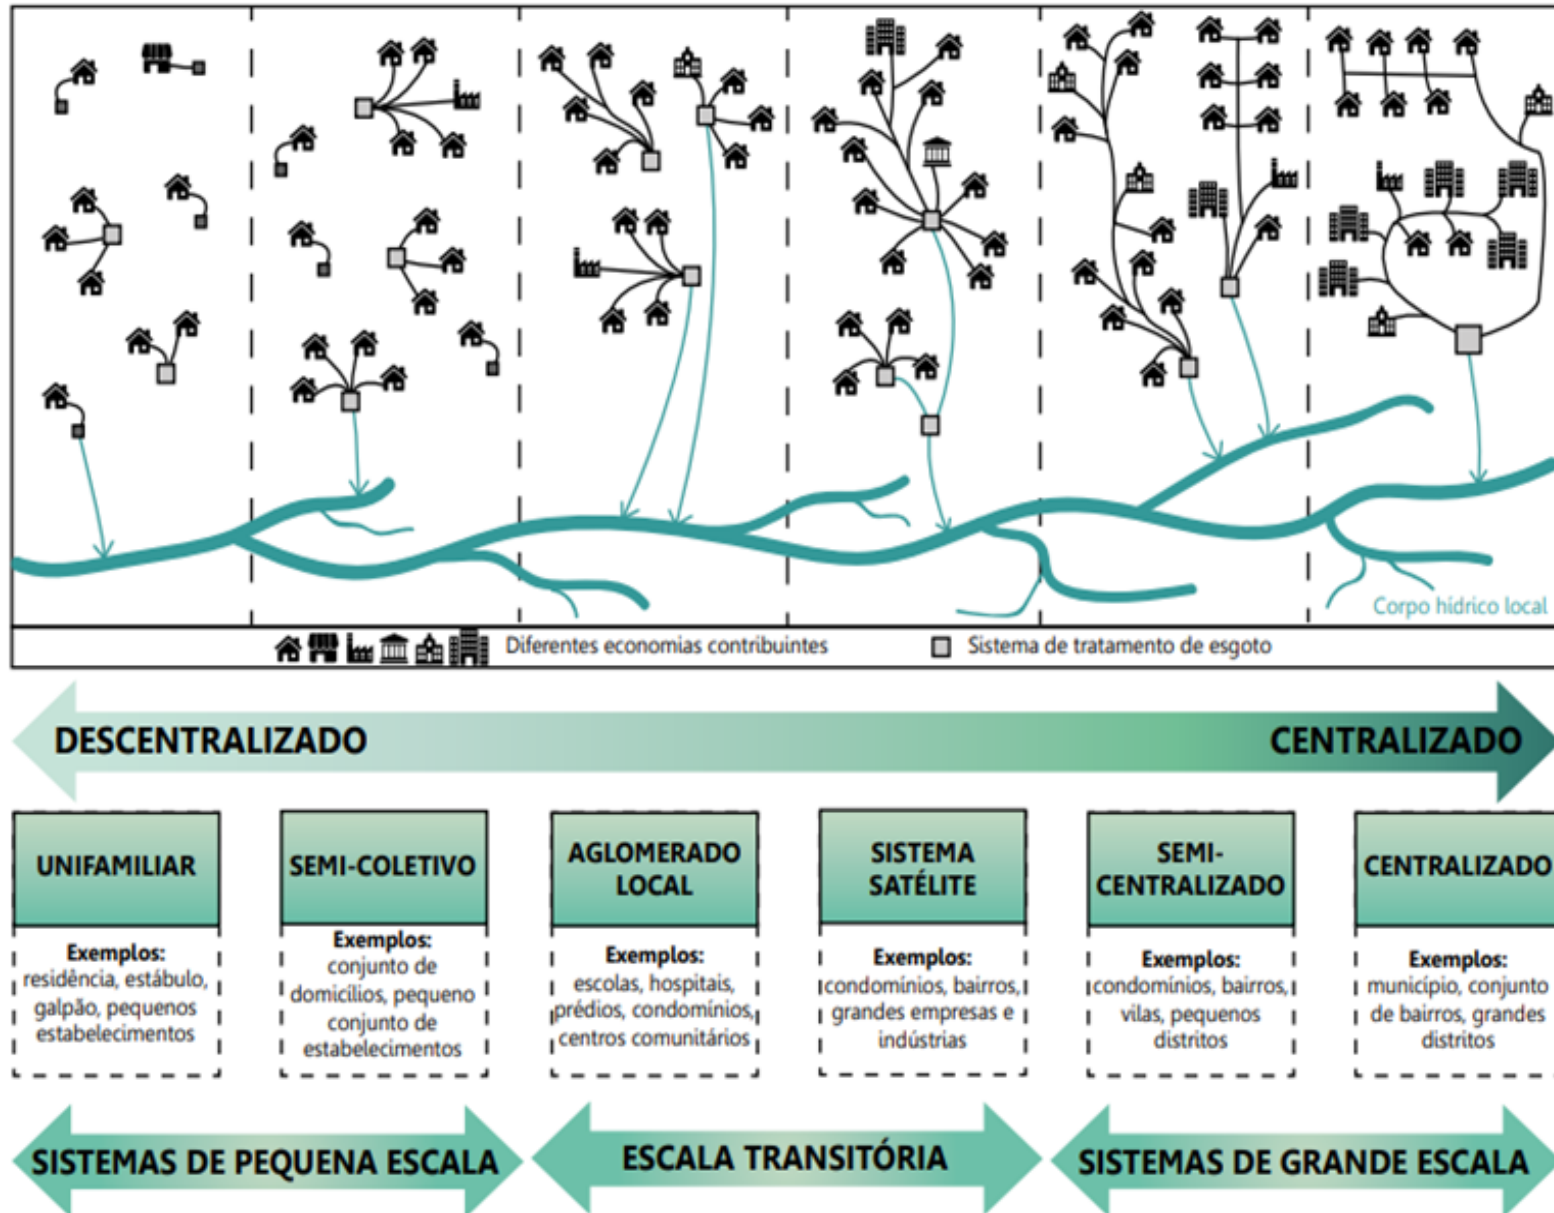 Corpo hídrico local
Diferentes economias contribuintes
Sistema de tratamento de esgoto
DESCENTRALIZADO
CENTRALIZADO
UNIFAMILIAR
Exemplos:
residência, estábulo,
galpão, pequenos
estabelecimentos
SEMI-COLETIVO
Exemplos:
conjunto de
domicílios, pequeno
conjunto de
estabelecimentos
AGLOMERADO
LOCAL
Exemplos:
escolas, hospitais,
prédios, condomínios,
centros comunitários
SISTEMA
SATÉLITE
Exemplos:
condomínios, bairros,
grandes empresas e
indústrias
SEMI-
CENTRALIZADO
Exemplos:
condomínios, bairros,
vilas, pequenos
distritos
CENTRALIZADO
Exemplos:
município, conjunto
de bairros, grandes
distritos
SISTEMAS DE PEQUENA ESCALA
ESCALA TRANSITÓRIA
SISTEMAS DE GRANDE ESCALA